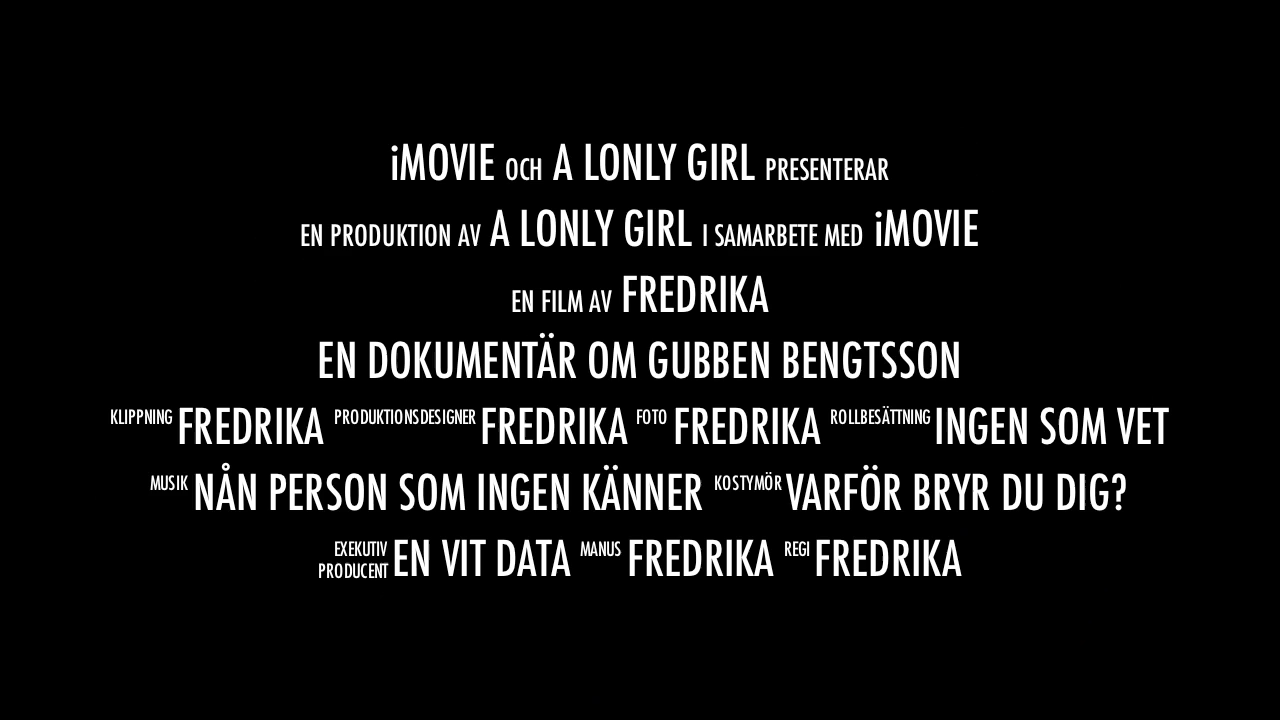 iMOVIE OCH A LONLY GIRL PRESENTERAR
EN PRODUKTION AV A LONLY GIRL I SAMARBETE MED iMOVIE
EN FILM AV FREDRIKA
EN DOKUMENTÄR OM GUBBEN BENGTSSON
KLIPPNING FREDRIKA PRODUKTIONSDESIGNER FREDRIKA FOTO FREDRIKA ROLLBESÄTTNING INGEN SOM VET
MUSIK NÅN PERSON SOM INGEN KÄNNER KOSTYMÖR VARFÖR BRYR DU DIG?
EXEKUTIV PRODUCENT EN VIT DATA MANUS FREDRIKA REGI FREDRIKA